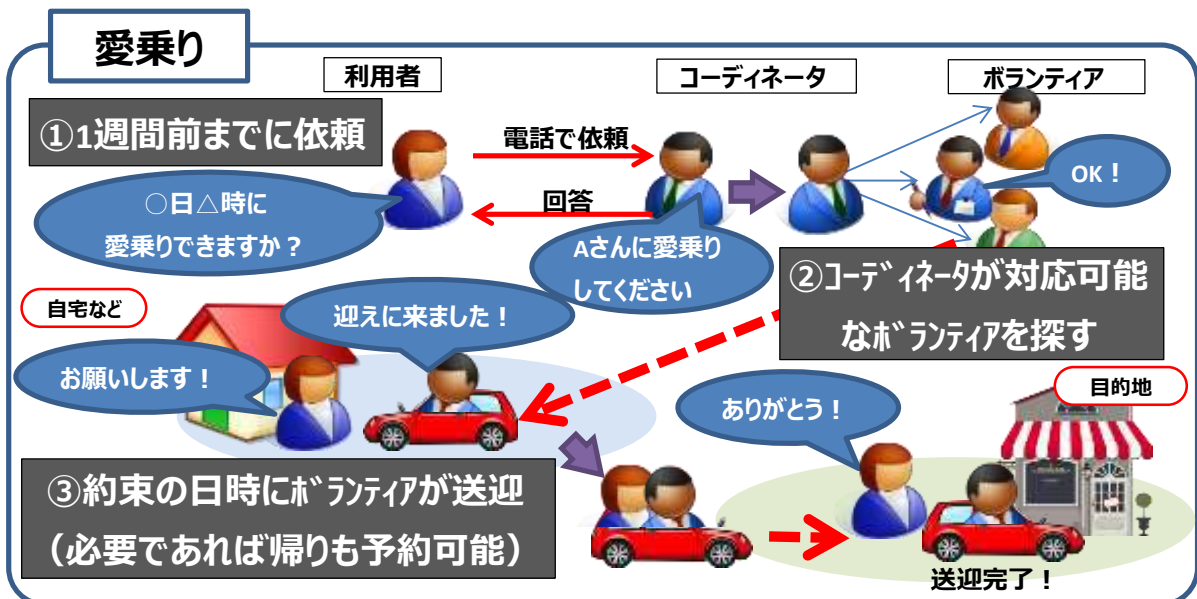 愛乗り
利用者
コーディネータ
ボランティア
①1週間前までに依頼
電話で依頼
回答
OK！
○日△時に
愛乗りできますか？
Aさんに愛乗り
してください
②ｺｰﾃﾞｨﾈｰﾀが対応可能
なﾎﾞﾗﾝﾃｨｱを探す
自宅など
迎えに来ました！
お願いします！
ありがとう！
目的地
③約束の日時にﾎﾞﾗﾝﾃｨｱが送迎
（必要であれば帰りも予約可能）
送迎完了！